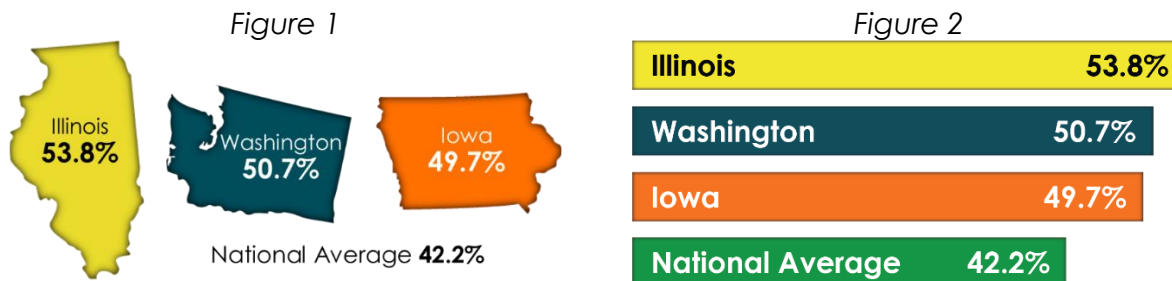 Figure 1
Illinois
53.8%
Washington
50.7%
Iowa
49.7%
National Average 42.2%
Figure 2
Illinois 53.8%
Washington 50.7%
Iowa 49.7%
National Average 42.2%